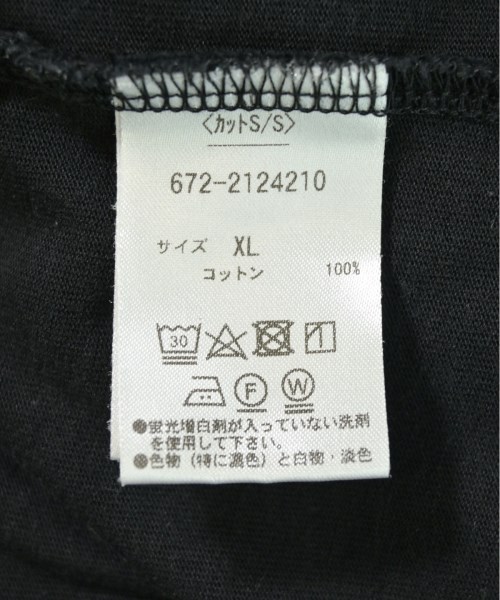 〈カットS/S〉
672-2124210
サイズ XL
コットン 100%
30
F W
●蛍光増白剤が入っていない洗剤
を使用して下さい。
●色物（特に濃色）と白物・淡色